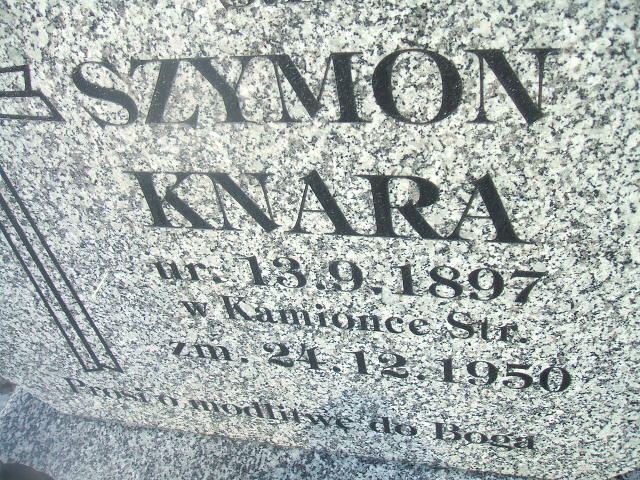 SZYMON
KNARA
ur. 13.9.1897
w Kamionce Str.
zm. 24.12.1950
Prosi o modlitwę do Boga